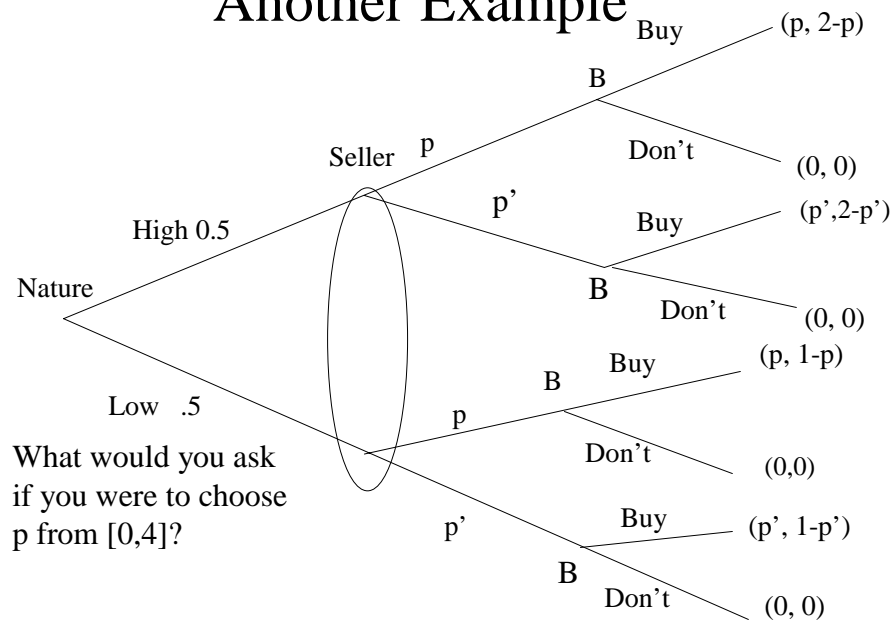 Another Example
Buy
(p, 2-p)
B
Seller
p
Don't
(0, 0)
p’
Buy
(p’,2-p’)
High 0.5
Nature
B
Don’t
(0, 0)
Buy
(p, 1-p)
B
Low .5
p
What would you ask
if you were to choose
p from [0,4]?
Don’t
(0,0)
p’
Buy
(p’, 1-p’)
B
Don’t
(0, 0)